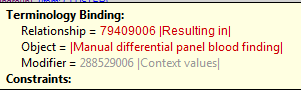 Terminology Binding:
Relationship = 79409006 |Resulting in|
Object = |Manual differential panel blood finding|
Modifier = 288529006 |Context values|
Constraints: